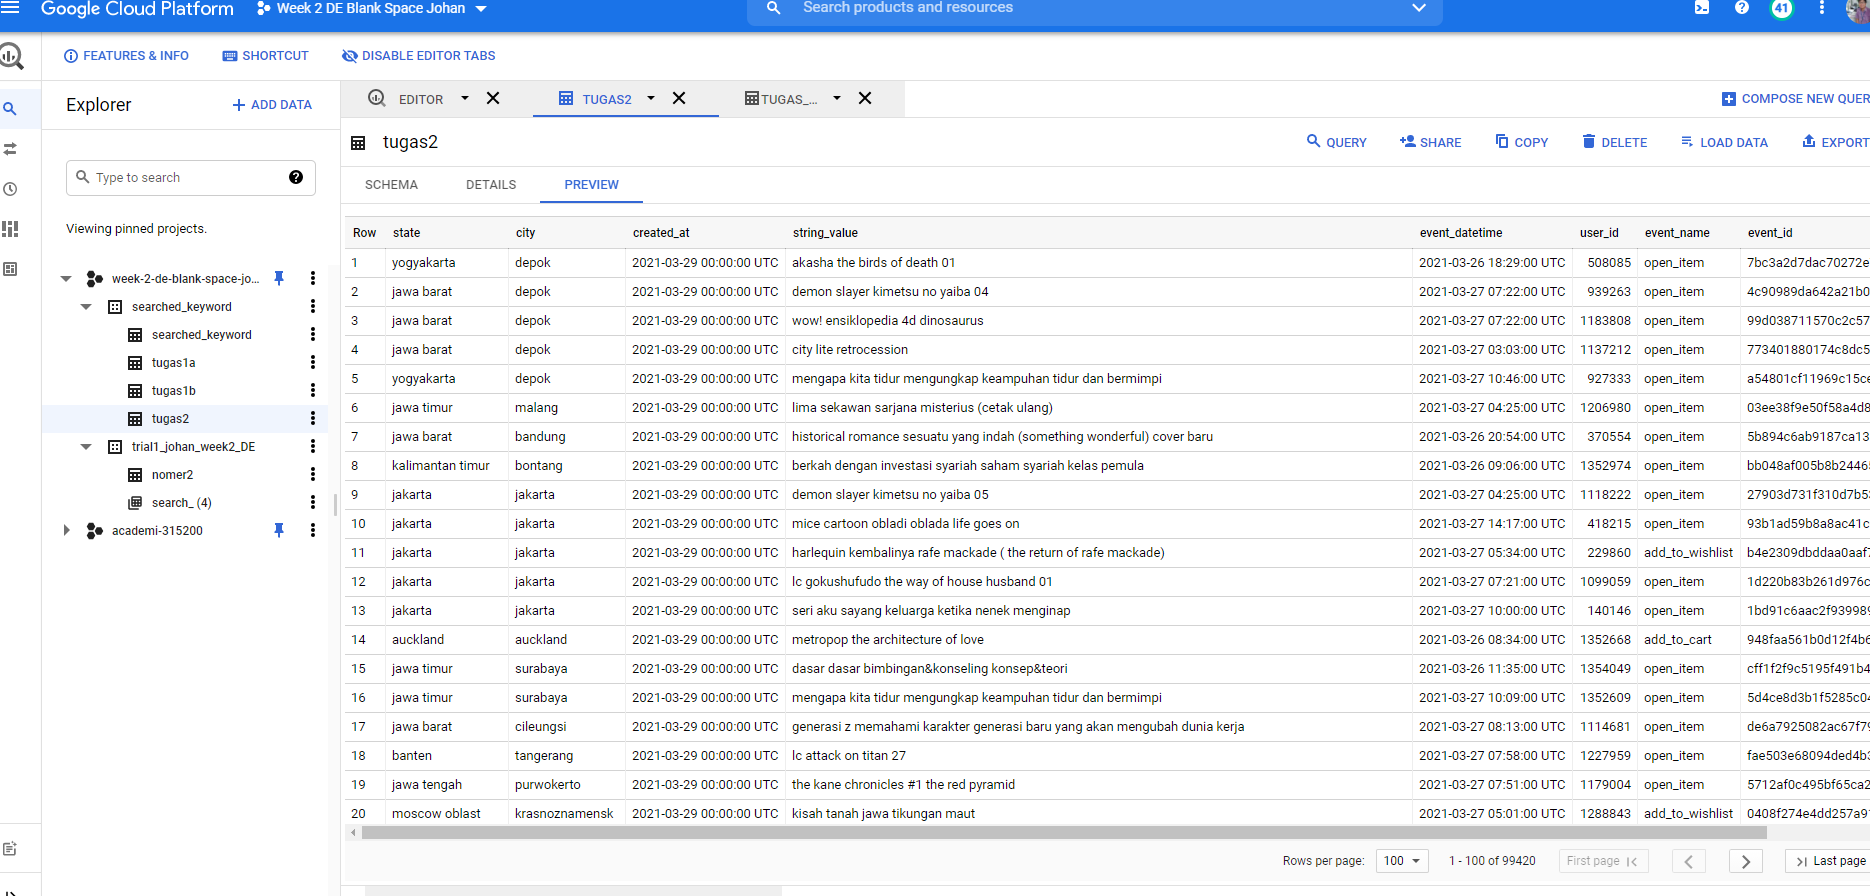 Google Cloud Platform
Week 2 DE Blank Space Johan
Search products and resources
41
FEATURES & INFO
SHORTCUT
DISABLE EDITOR TABS
Explorer
ADD DATA
Type to search
Viewing pinned projects.
week-2-de-blank-space-jo...
searched_keyword
searched_keyword
tugas1a
tugas1b
tugas2
trial1_johan_week2_DE
nomer2
search_ (4)
academi-315200
EDITOR
TUGAS2
TUGAS_...
COMPOSE NEW QUER
tugas2
QUERY
SHARE
COPY
DELETE
LOAD DATA
EXPORT
SCHEMA
DETAILS
PREVIEW
Row state city created_at string_value event_datetime user_id event_name event_id
1 yogyakarta depok 2021-03-29 00:00:00 UTC akasha the birds of death 01 2021-03-26 18:29:00 UTC 508085 open_item 7bc3a2d7dac70272e
2 jawa barat depok 2021-03-29 00:00:00 UTC demon slayer kimetsu no yaiba 04 2021-03-27 07:22:00 UTC 939263 open_item 4c90989da642a21b0
3 jawa barat depok 2021-03-29 00:00:00 UTC wow! ensiklopedia 4d dinosaurus 2021-03-27 07:22:00 UTC 1183808 open_item 99d038711570c2c57
4 jawa barat depok 2021-03-29 00:00:00 UTC city lite retrocession 2021-03-27 03:03:00 UTC 1137212 open_item 773401880174c8dc5
5 yogyakarta depok 2021-03-29 00:00:00 UTC mengapa kita tidur mengungkap keampuhan tidur dan bermimpi 2021-03-27 10:46:00 UTC 927333 open_item a54801cf11969c15ce
6 jawa timur malang 2021-03-29 00:00:00 UTC lima sekawan sarjana misterius (cetak ulang) 2021-03-27 04:25:00 UTC 1206980 open_item 03ee38f9e50f58a4d8
7 jawa barat bandung 2021-03-29 00:00:00 UTC historical romance sesuatu yang indah (something wonderful) cover baru 2021-03-26 20:54:00 UTC 370554 open_item 5b894c6ab9187ca13
8 kalimantan timur bontang 2021-03-29 00:00:00 UTC berkah dengan investasi syariah saham syariah kelas pemula 2021-03-26 09:06:00 UTC 1352974 open_item bb048af005b8b2446
9 jakarta jakarta 2021-03-29 00:00:00 UTC demon slayer kimetsu no yaiba 05 2021-03-27 04:25:00 UTC 1118222 open_item 27903d731f310d7b5
10 jakarta jakarta 2021-03-29 00:00:00 UTC mice cartoon obladi oblada life goes on 2021-03-27 14:17:00 UTC 418215 open_item 93b1ad59b8a8ac41c
11 jakarta jakarta 2021-03-29 00:00:00 UTC harlequin kembalinya rafe mackade ( the return of rafe mackade) 2021-03-27 05:34:00 UTC 229860 add_to_wishlist b4e2309dbddaa0aaf7
12 jakarta jakarta 2021-03-29 00:00:00 UTC lc gokushufudo the way of house husband 01 2021-03-27 07:21:00 UTC 1099059 open_item 1d220b83b261d976c
13 jakarta jakarta 2021-03-29 00:00:00 UTC seri aku sayang keluarga ketika nenek menginap 2021-03-27 10:00:00 UTC 140146 open_item 1bd91c6aac2f939989
14 auckland auckland 2021-03-29 00:00:00 UTC metropop the architecture of love 2021-03-26 08:34:00 UTC 1352668 add_to_cart 948faa561b0d12f4b6
15 jawa timur surabaya 2021-03-29 00:00:00 UTC dasar dasar bimbingan&konseling konsep&teori 2021-03-26 11:35:00 UTC 1354049 open_item cff1f2f9c5195f491b4
16 jawa timur surabaya 2021-03-29 00:00:00 UTC mengapa kita tidur mengungkap keampuhan tidur dan bermimpi 2021-03-27 10:09:00 UTC 1352609 open_item 5d4ce8d3b1f5285c04
17 jawa barat cileungsi 2021-03-29 00:00:00 UTC generasi z memahami karakter generasi baru yang akan mengubah dunia kerja 2021-03-27 08:13:00 UTC 1114681 open_item de6a7925082ac67f79
18 banten tangerang 2021-03-29 00:00:00 UTC lc attack on titan 27 2021-03-27 07:58:00 UTC 1227959 open_item fae503e68094ded4b3
19 jawa tengah purwokerto 2021-03-29 00:00:00 UTC the kane chronicles #1 the red pyramid 2021-03-27 07:51:00 UTC 1179004 open_item 5712af0c495bf65ca2
20 moscow oblast krasnoznamensk 2021-03-29 00:00:00 UTC kisah tanah jawa tikungan maut 2021-03-27 05:01:00 UTC 1288843 add_to_wishlist 0408f274e4dd257a9
Rows per page: 100 1 - 100 of 99420 First page Last page